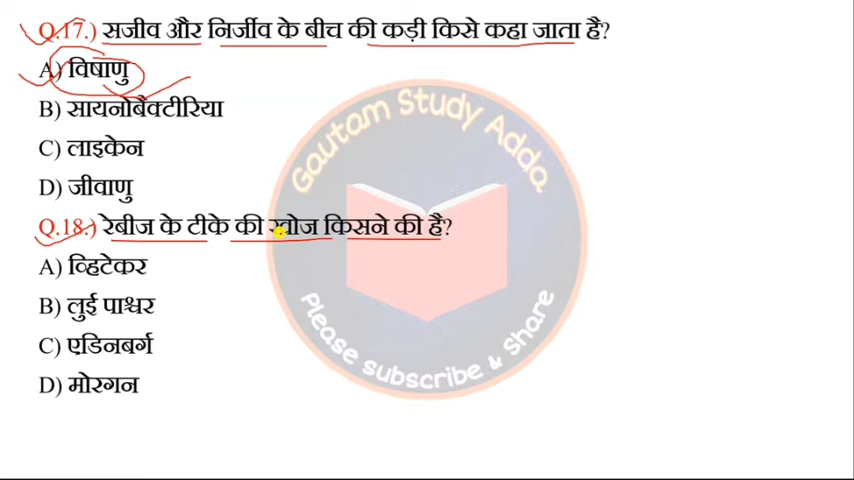 Q.17.) सजीव और निर्जीव के बीच की कड़ी किसे कहा जाता है?
A) विषाणु
B) सायनोबैक्टीरिया
C) लाइकेन
D) जीवाणु
Q.18.) रेबीज के टीके की खोज किसने की है?
A) व्हिटेकर
B) लुई पाश्चर
C) एडिनबर्ग
D) मोरगन
Gautam Study Adda
Please subscribe & share